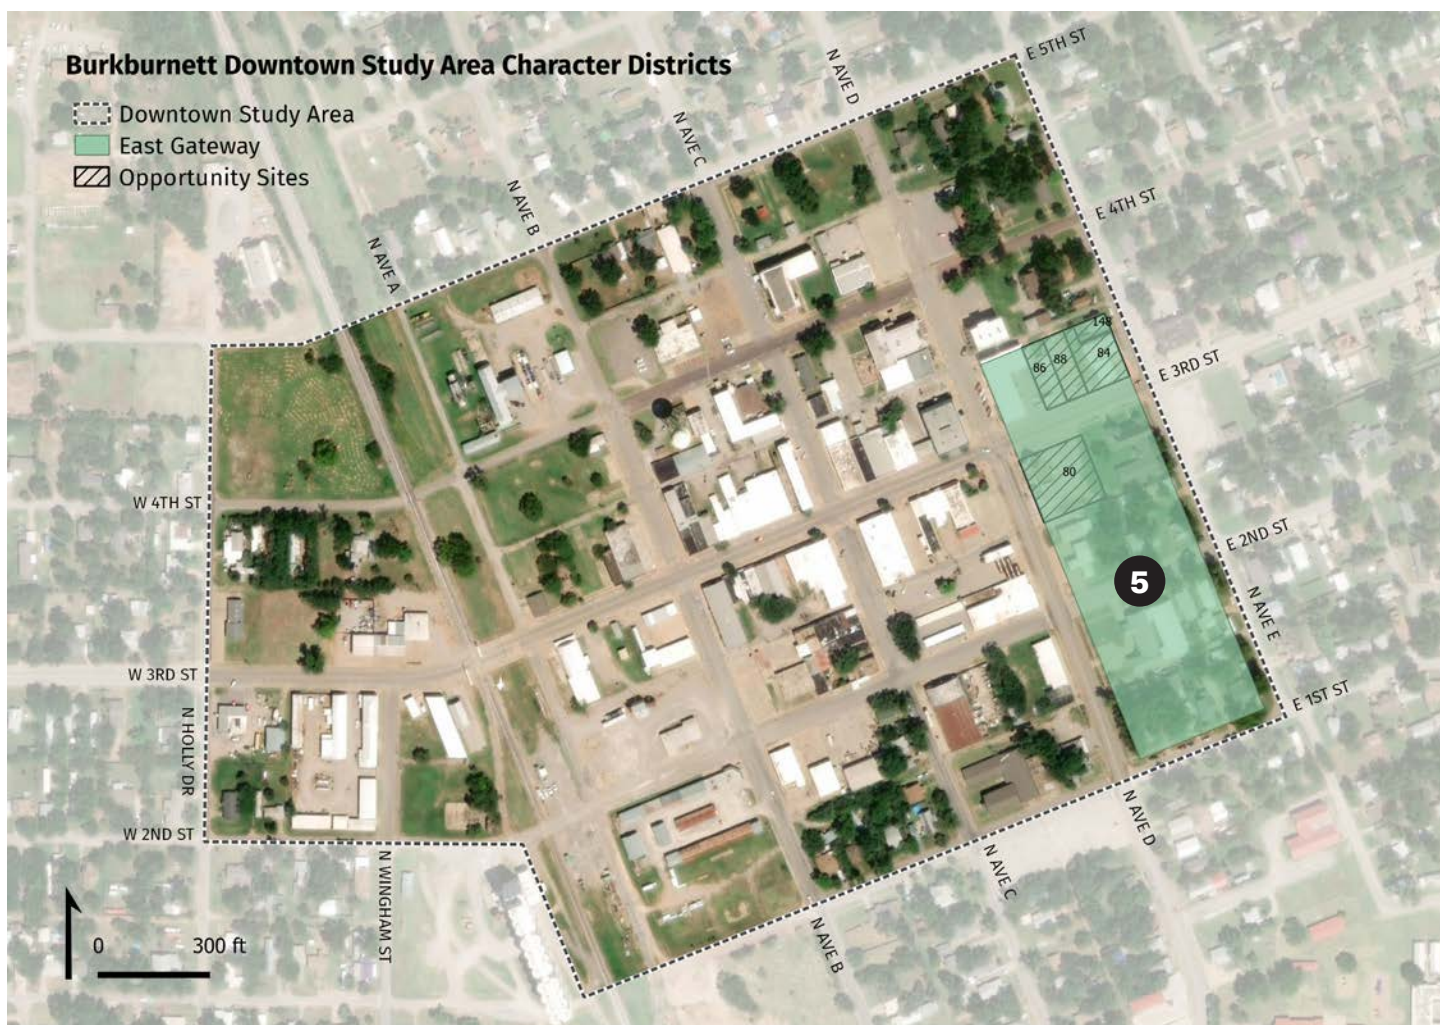 Burkburnett Downtown Study Area Character Districts
Downtown Study Area
East Gateway
Opportunity Sites
E 5TH ST
N AVE D
N AVE C
N AVE B
N AVE A
E 4TH ST
148
86
88
84
E 3RD ST
80
W 4TH ST
E 2ND ST
5
N AVE E
W 3RD ST
E 1ST ST
N HOLLY DR
W 2ND ST
N AVE D
N WINGHAM ST
N AVE C
N AVE B
0 300 ft